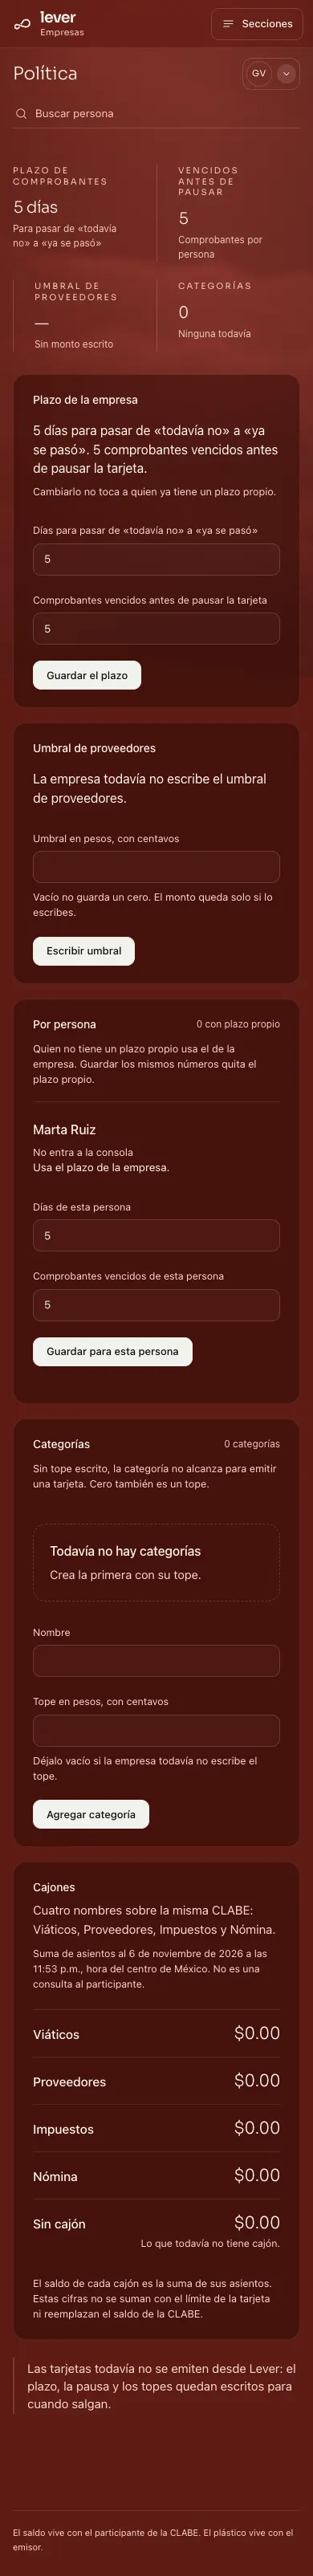 lever
Empresas
Secciones
Política
GV
Buscar persona
PLAZO DE
COMPROBANTES
5 días
Para pasar de «todavía
no» a «ya se pasó»
VENCIDOS
ANTES DE
PAUSAR
5
Comprobantes por
persona
UMBRAL DE
PROVEEDORES
—
Sin monto escrito
CATEGORÍAS
0
Ninguna todavía
Plazo de la empresa
5 días para pasar de «todavía no» a «ya
se pasó». 5 comprobantes vencidos antes
de pausar la tarjeta.
Cambiarlo no toca a quien ya tiene un plazo propio.
Días para pasar de «todavía no» a «ya se pasó»
5
Comprobantes vencidos antes de pausar la tarjeta
5
Guardar el plazo
Umbral de proveedores
La empresa todavía no escribe el umbral
de proveedores.
Umbral en pesos, con centavos
Vacío no guarda un cero. El monto queda solo si lo
escribes.
Escribir umbral
Por persona
0 con plazo propio
Quien no tiene un plazo propio usa el de la
empresa. Guardar los mismos números quita el
plazo propio.
Marta Ruiz
No entra a la consola
Usa el plazo de la empresa.
Días de esta persona
5
Comprobantes vencidos de esta persona
5
Guardar para esta persona
Categorías
0 categorías
Sin tope escrito, la categoría no alcanza para emitir
una tarjeta. Cero también es un tope.
Todavía no hay categorías
Crea la primera con su tope.
Nombre
Tope en pesos, con centavos
Déjalo vacío si la empresa todavía no escribe el
tope.
Agregar categoría
Cajones
Cuatro nombres sobre la misma CLABE:
Viáticos, Proveedores, Impuestos y Nómina.
Suma de asientos al 6 de noviembre de 2026 a las
11:53 p.m., hora del centro de México. No es una
consulta al participante.
Viáticos $0.00
Proveedores $0.00
Impuestos $0.00
Nómina $0.00
Sin cajón $0.00
Lo que todavía no tiene cajón.
El saldo de cada cajón es la suma de sus asientos.
Estas cifras no se suman con el límite de la tarjeta
ni reemplazan el saldo de la CLABE.
Las tarjetas todavía no se emiten desde Lever: el
plazo, la pausa y los topes quedan escritos para
cuando salgan.
El saldo vive con el participante de la CLABE. El plástico vive con el
emisor.